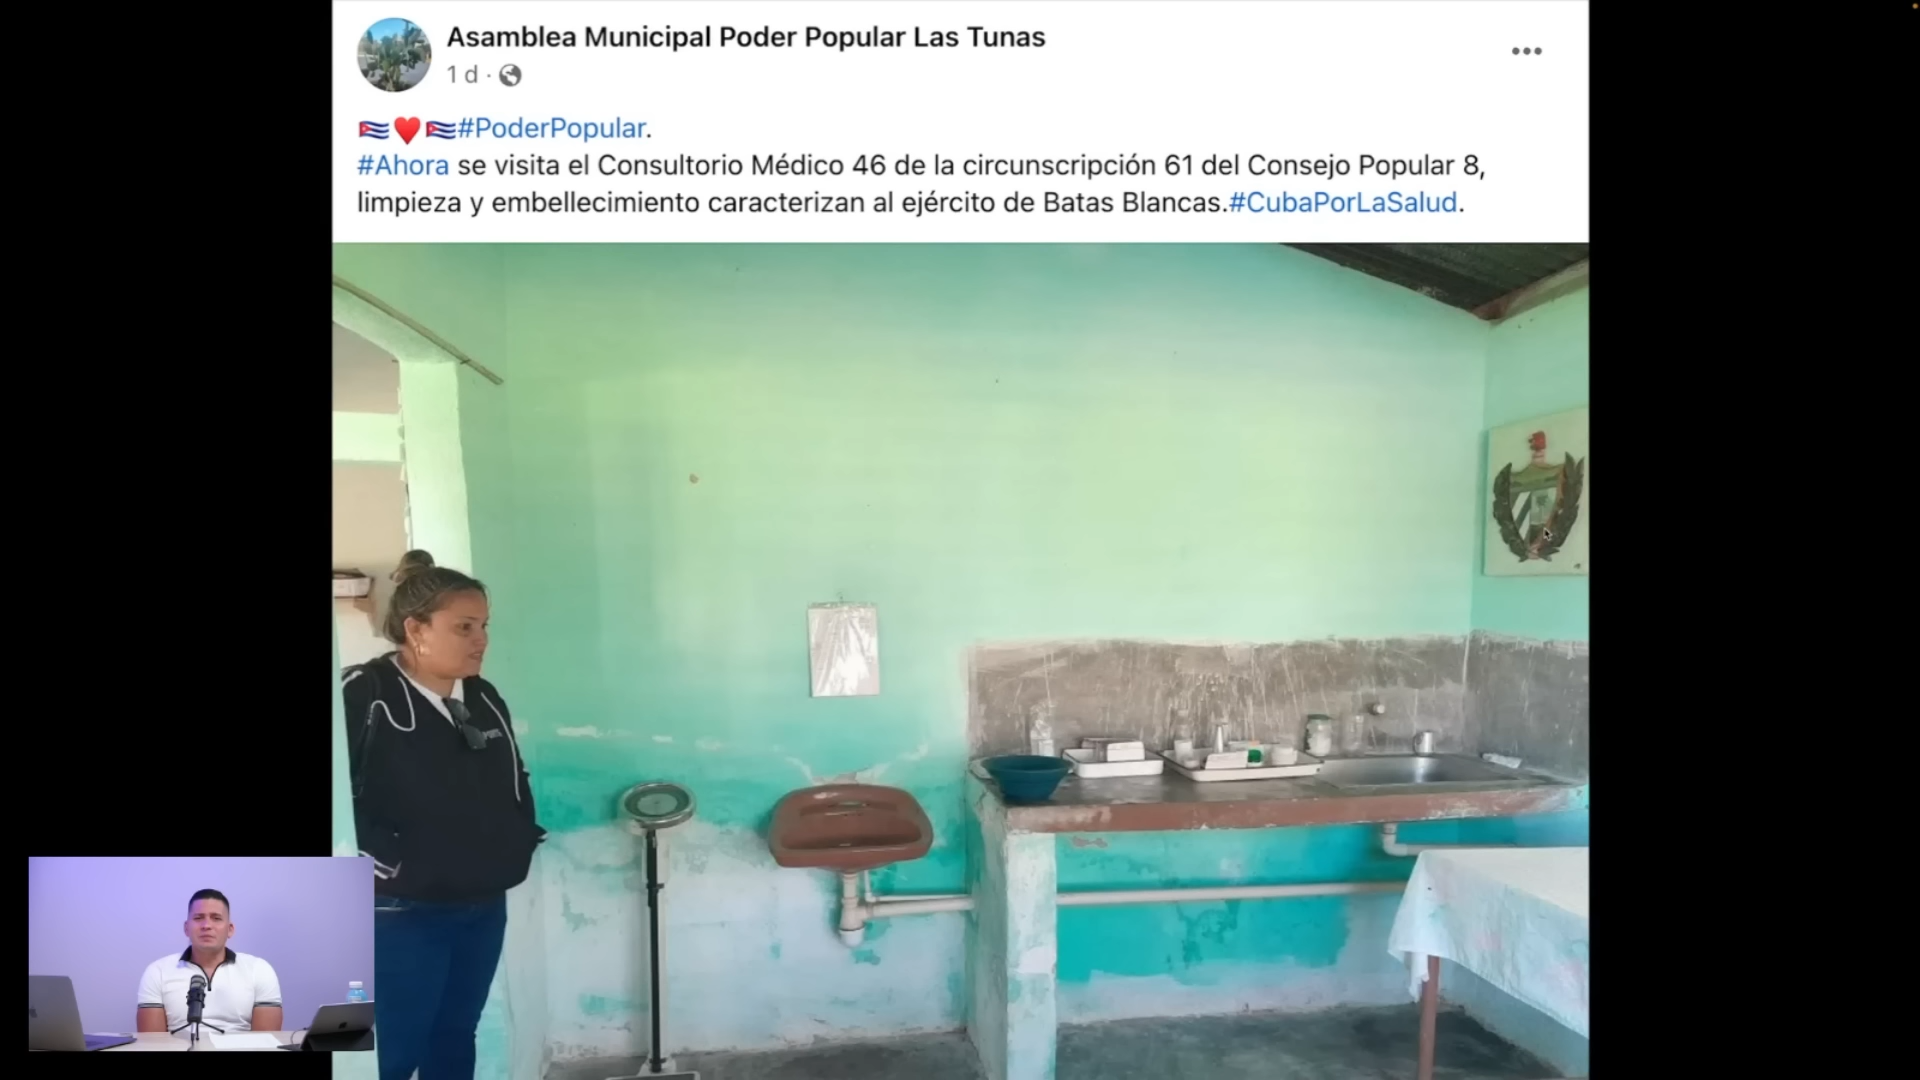 Asamblea Municipal Poder Popular Las Tunas
1 d ·
🇨🇺❤️🇨🇺#PoderPopular.
#Ahora se visita el Consultorio Médico 46 de la circunscripción 61 del Consejo Popular 8,
limpieza y embellecimiento caracterizan al ejército de Batas Blancas.#CubaPorLaSalud.